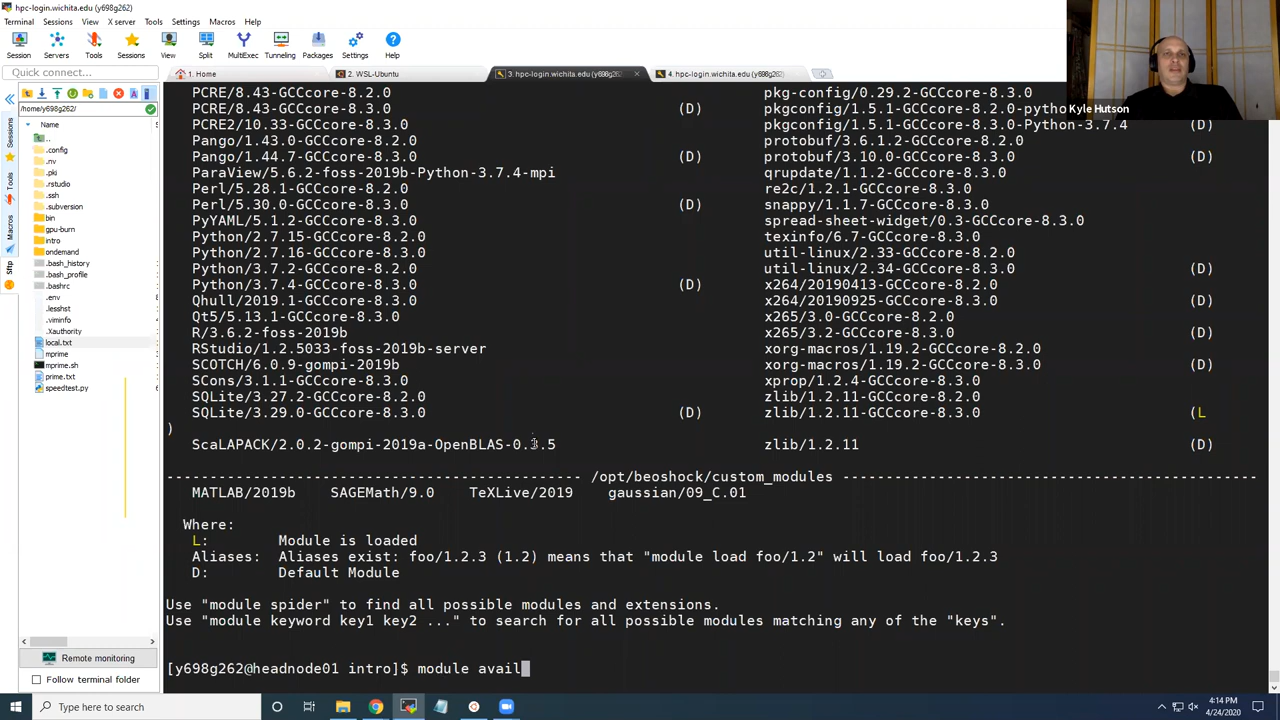 hpc-login.wichita.edu (y698g262)
Terminal Sessions View X server Tools Settings Macros Help
Session Servers Tools View Split MultiExec Tunneling Packages Settings Help
Quick connect...
1. Home
2. WSL-Ubuntu
3. hpc-login.wichita.edu (y698g262)
4. hpc-login.wichita.edu (y698g262)
Kyle Hutson
Sessions
Tools
Macros
Sftp
/home/y698g262/
Name
..
.config
.nv
.pki
.rstudio
.ssh
.subversion
bin
gpu-burn
intro
ondemand
.bash_history
.bash_profile
.bashrc
.env
.lesshst
.viminfo
.Xauthority
local.txt
mprime
mprime.sh
prime.txt
speedtest.py
Remote monitoring
Follow terminal folder
PCRE/8.43-GCCcore-8.2.0 pkg-config/0.29.2-GCCcore-8.3.0
PCRE/8.43-GCCcore-8.3.0 (D) pkgconfig/1.5.1-GCCcore-8.2.0-pytho
PCRE2/10.33-GCCcore-8.3.0 pkgconfig/1.5.1-GCCcore-8.3.0-Python-3.7.4 (D)
Pango/1.43.0-GCCcore-8.2.0 protobuf/3.6.1.2-GCCcore-8.2.0
Pango/1.44.7-GCCcore-8.3.0 (D) protobuf/3.10.0-GCCcore-8.3.0 (D)
ParaView/5.6.2-foss-2019b-Python-3.7.4-mpi qrupdate/1.1.2-GCCcore-8.3.0
Perl/5.28.1-GCCcore-8.2.0 re2c/1.2.1-GCCcore-8.3.0
Perl/5.30.0-GCCcore-8.3.0 (D) snappy/1.1.7-GCCcore-8.3.0
PyYAML/5.1.2-GCCcore-8.3.0 spread-sheet-widget/0.3-GCCcore-8.3.0
Python/2.7.15-GCCcore-8.2.0 texinfo/6.7-GCCcore-8.3.0
Python/2.7.16-GCCcore-8.3.0 util-linux/2.33-GCCcore-8.2.0
Python/3.7.2-GCCcore-8.2.0 util-linux/2.34-GCCcore-8.3.0 (D)
Python/3.7.4-GCCcore-8.3.0 (D) x264/20190413-GCCcore-8.2.0
Qhull/2019.1-GCCcore-8.3.0 x264/20190925-GCCcore-8.3.0 (D)
Qt5/5.13.1-GCCcore-8.3.0 x265/3.0-GCCcore-8.2.0
R/3.6.2-foss-2019b x265/3.2-GCCcore-8.3.0 (D)
RStudio/1.2.5033-foss-2019b-server xorg-macros/1.19.2-GCCcore-8.2.0
SCOTCH/6.0.9-gompi-2019b xorg-macros/1.19.2-GCCcore-8.3.0 (D)
SCons/3.1.1-GCCcore-8.3.0 xprop/1.2.4-GCCcore-8.3.0
SQLite/3.27.2-GCCcore-8.2.0 zlib/1.2.11-GCCcore-8.2.0
SQLite/3.29.0-GCCcore-8.3.0 (D) zlib/1.2.11-GCCcore-8.3.0 (L
)
ScaLAPACK/2.0.2-gompi-2019a-OpenBLAS-0.3.5 zlib/1.2.11 (D)
------------------------------------------- /opt/beoshock/custom_modules ----------------------------------------------
MATLAB/2019b SAGEMath/9.0 TeXLive/2019 gaussian/09_C.01
Where:
L: Module is loaded
Aliases: Aliases exist: foo/1.2.3 (1.2) means that "module load foo/1.2" will load foo/1.2.3
D: Default Module
Use "module spider" to find all possible modules and extensions.
Use "module keyword key1 key2 ..." to search for all possible modules matching any of the "keys".
[y698g262@headnode01 intro]$ module avail
Type here to search
4:14 PM
4/24/2020